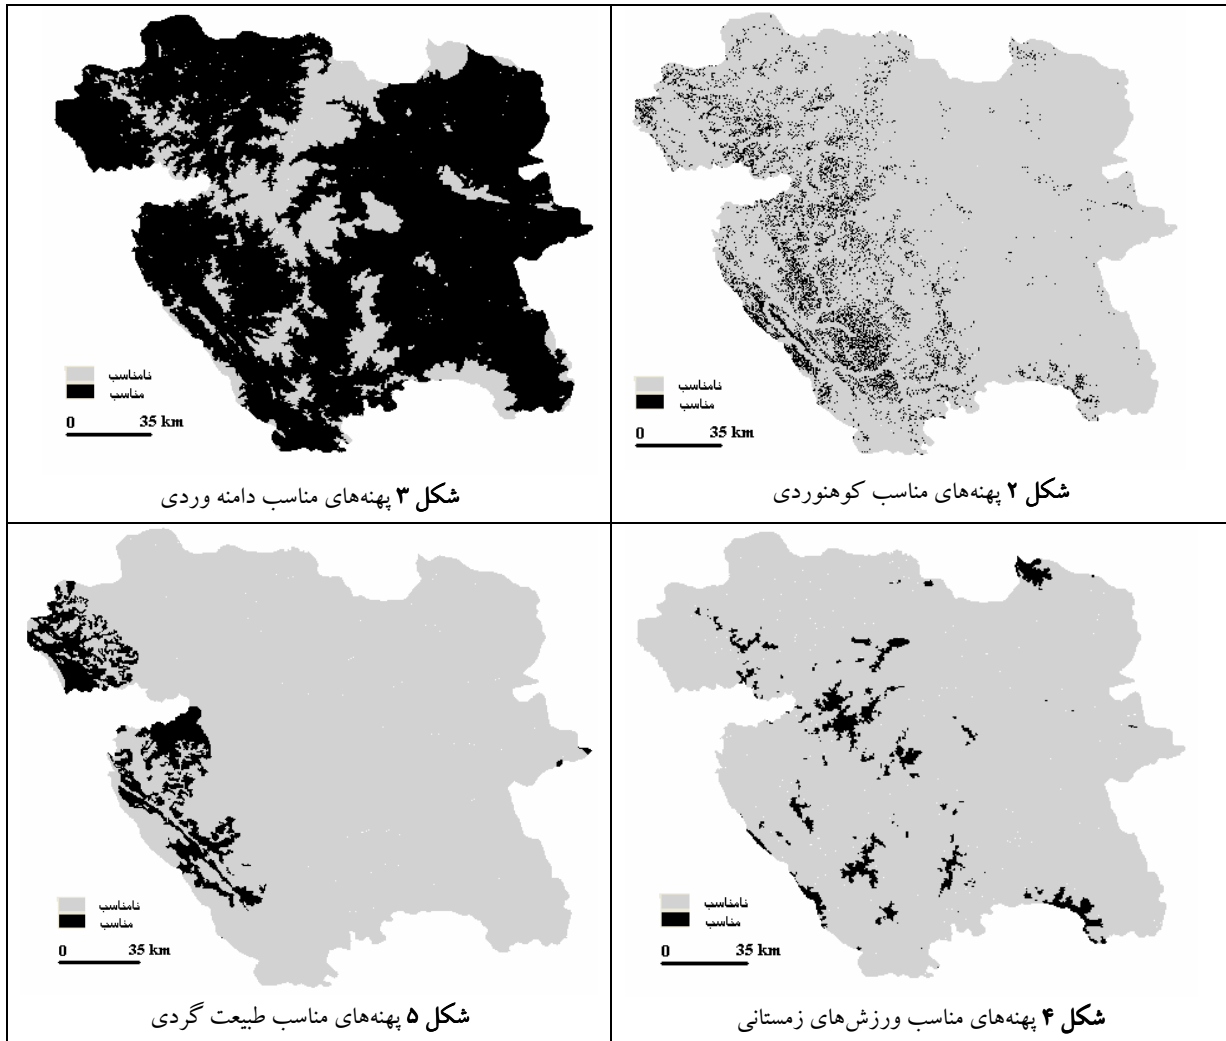 نامناسب
مناسب
0 35 km
شکل ۳ پهنه‌های مناسب دامنه وردی
نامناسب
مناسب
0 35 km
شکل ۲ پهنه‌های مناسب کوهنوردی
نامناسب
مناسب
0 35 km
شکل ۵ پهنه‌های مناسب طبیعت گردی
نامناسب
مناسب
0 35 km
شکل ۴ پهنه‌های مناسب ورزش‌های زمستانی